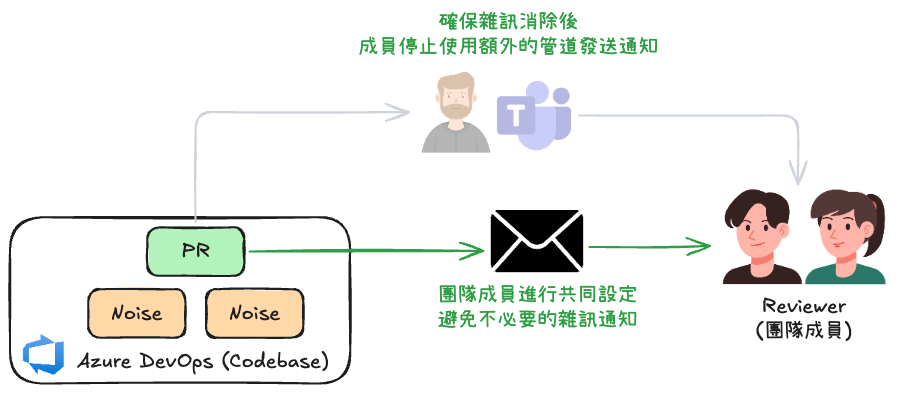 確保雜訊消除後
成員停止使用額外的管道發送通知
T
PR
Noise
Noise
Azure DevOps (Codebase)
團隊成員進行共同設定
避免不必要的雜訊通知
Reviewer
(團隊成員)